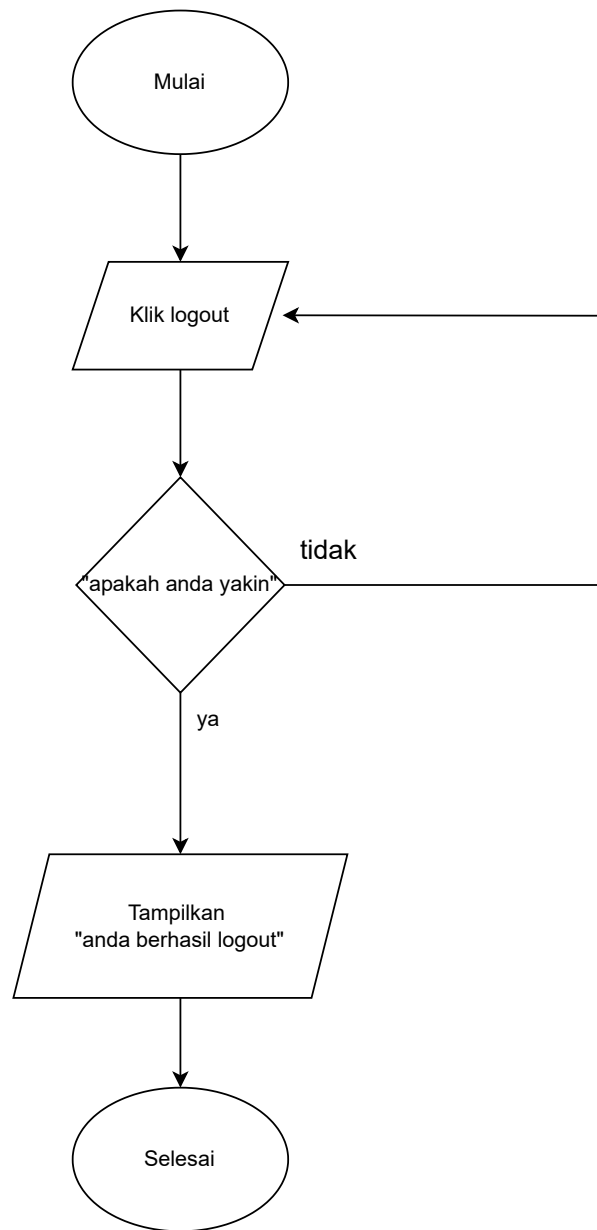 Mulai
Klik logout
tidak
"apakah anda yakin"
ya
Tampilkan
"anda berhasil logout"
Selesai